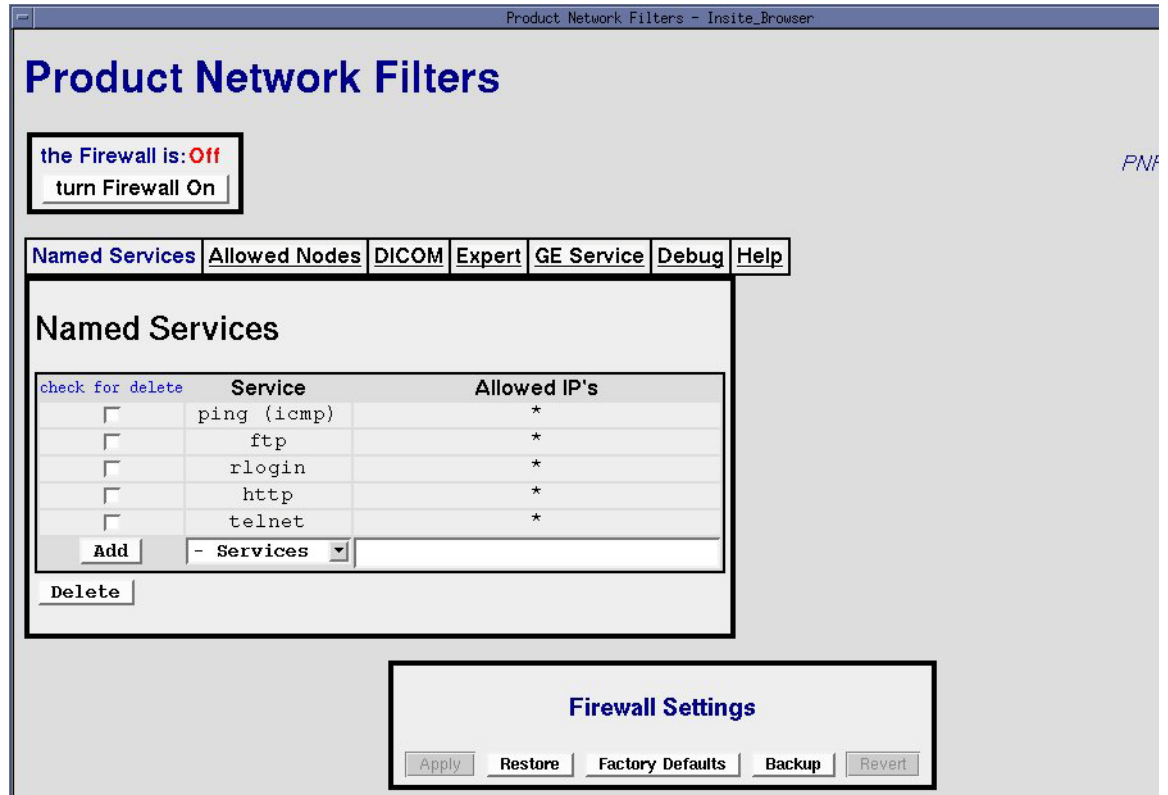 Product Network Filters - Insite_Browser
Product Network Filters
the Firewall is: Off
turn Firewall On
PNF
Named Services Allowed Nodes DICOM Expert GE Service Debug Help
Named Services
check for delete Service Allowed IP's
ping (icmp) *
ftp *
rlogin *
http *
telnet *
Add - Services
Delete
Firewall Settings
Apply Restore Factory Defaults Backup Revert